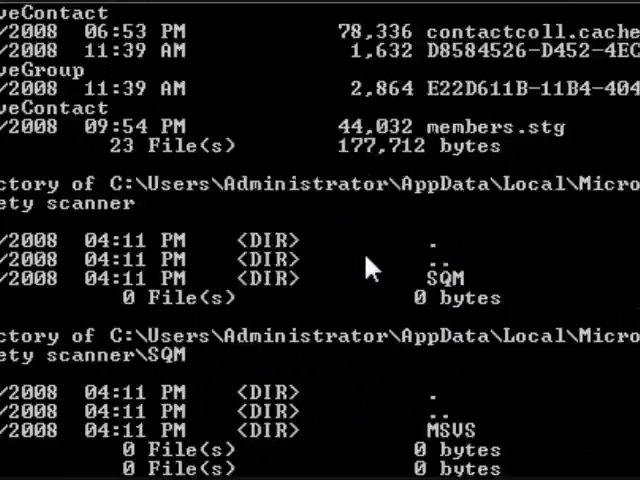 veContact
/2008  06:53 PM            78,336 contactcoll.cache
/2008  11:39 AM             1,632 D8584526-D452-4EC
veGroup
/2008  11:39 AM             2,864 E22D611B-11B4-404
veContact
/2008  09:54 PM            44,032 members.stg
23 File(s)        177,712 bytes
ctory of C:\Users\Administrator\AppData\Local\Micro
ety scanner
/2008  04:11 PM    <DIR>          .
/2008  04:11 PM    <DIR>          ..
/2008  04:11 PM    <DIR>          SQM
0 File(s)              0 bytes
ctory of C:\Users\Administrator\AppData\Local\Micro
ety scanner\SQM
/2008  04:11 PM    <DIR>          .
/2008  04:11 PM    <DIR>          ..
/2008  04:11 PM    <DIR>          MSVS
0 File(s)              0 bytes
0 File(s)              0 bytes